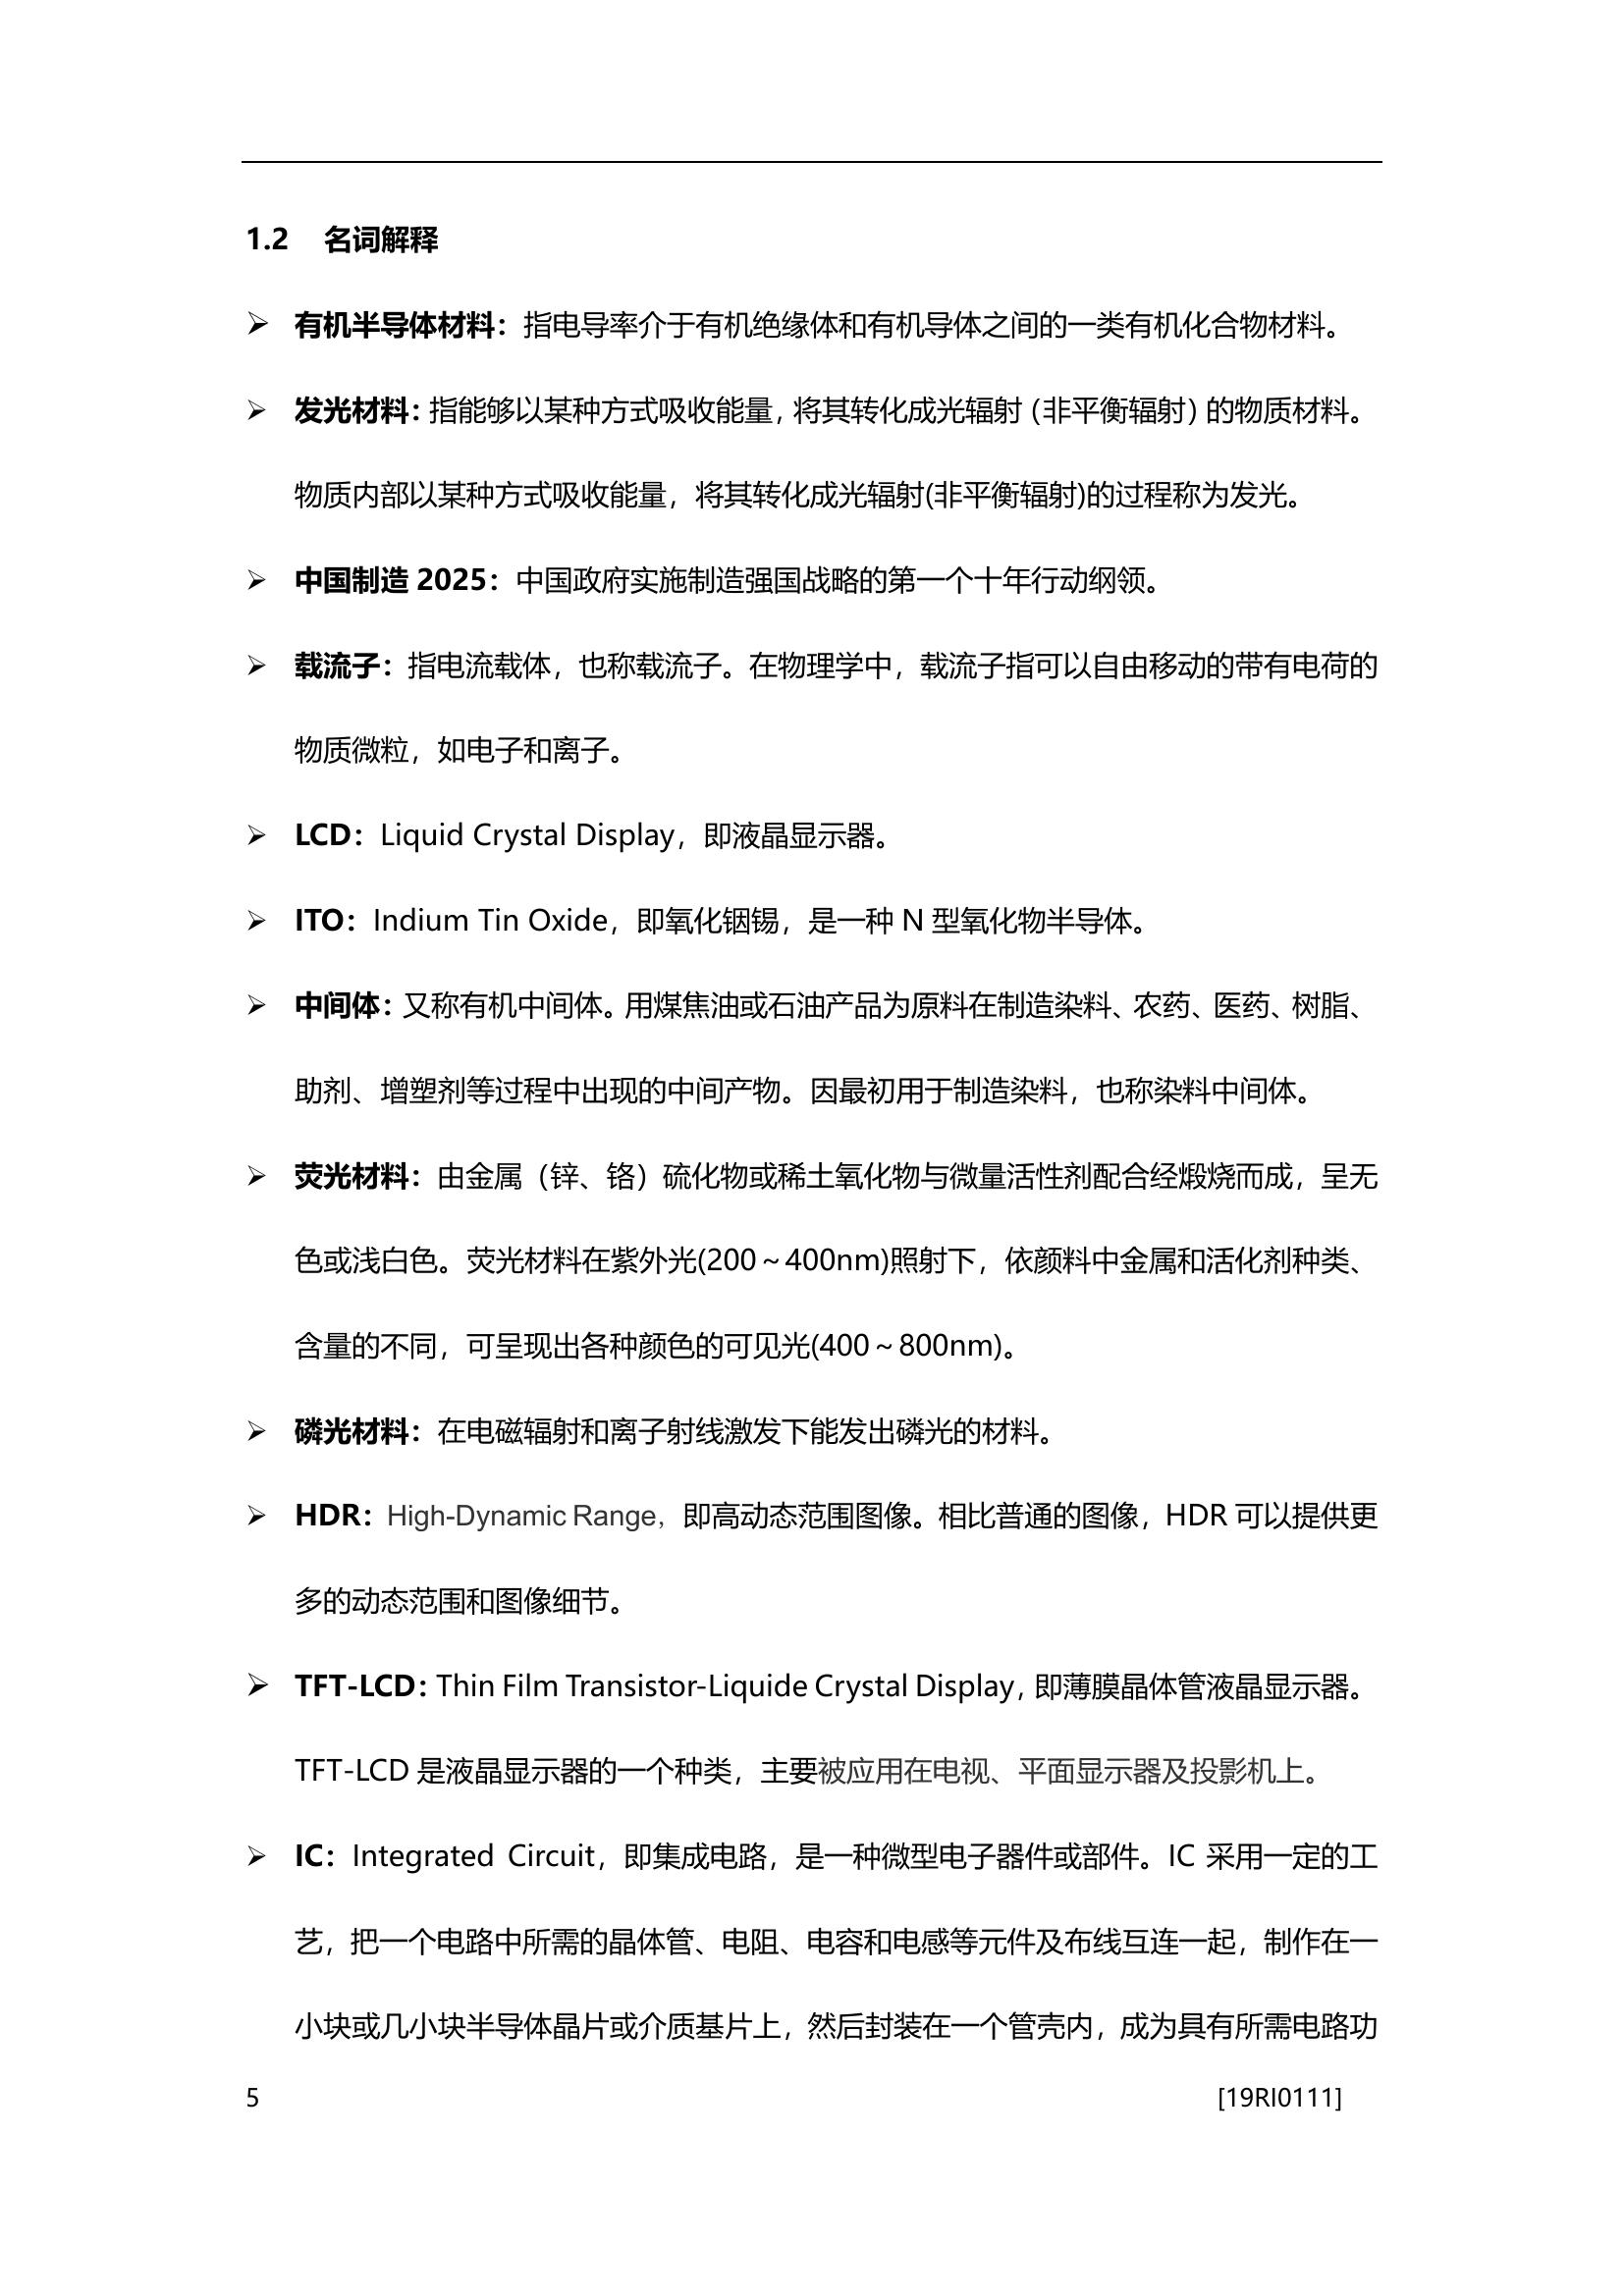 1.2 名词解释
➢ 有机半导体材料：指电导率介于有机绝缘体和有机导体之间的一类有机化合物材料。
➢ 发光材料：指能够以某种方式吸收能量，将其转化成光辐射（非平衡辐射）的物质材料。
物质内部以某种方式吸收能量，将其转化成光辐射(非平衡辐射)的过程称为发光。
➢ 中国制造 2025：中国政府实施制造强国战略的第一个十年行动纲领。
➢ 载流子：指电流载体，也称载流子。在物理学中，载流子指可以自由移动的带有电荷的
物质微粒，如电子和离子。
➢ LCD：Liquid Crystal Display，即液晶显示器。
➢ ITO：Indium Tin Oxide，即氧化铟锡，是一种 N 型氧化物半导体。
➢ 中间体：又称有机中间体。用煤焦油或石油产品为原料在制造染料、农药、医药、树脂、
助剂、增塑剂等过程中出现的中间产物。因最初用于制造染料，也称染料中间体。
➢ 荧光材料：由金属（锌、铬）硫化物或稀土氧化物与微量活性剂配合经煅烧而成，呈无
色或浅白色。荧光材料在紫外光(200～400nm)照射下，依颜料中金属和活化剂种类、
含量的不同，可呈现出各种颜色的可见光(400～800nm)。
➢ 磷光材料：在电磁辐射和离子射线激发下能发出磷光的材料。
➢ HDR：High-Dynamic Range，即高动态范围图像。相比普通的图像，HDR 可以提供更
多的动态范围和图像细节。
➢ TFT-LCD：Thin Film Transistor-Liquide Crystal Display，即薄膜晶体管液晶显示器。
TFT-LCD 是液晶显示器的一个种类，主要被应用在电视、平面显示器及投影机上。
➢ IC：Integrated Circuit，即集成电路，是一种微型电子器件或部件。IC 采用一定的工
艺，把一个电路中所需的晶体管、电阻、电容和电感等元件及布线互连一起，制作在一
小块或几小块半导体晶片或介质基片上，然后封装在一个管壳内，成为具有所需电路功
5 [19RI0111]